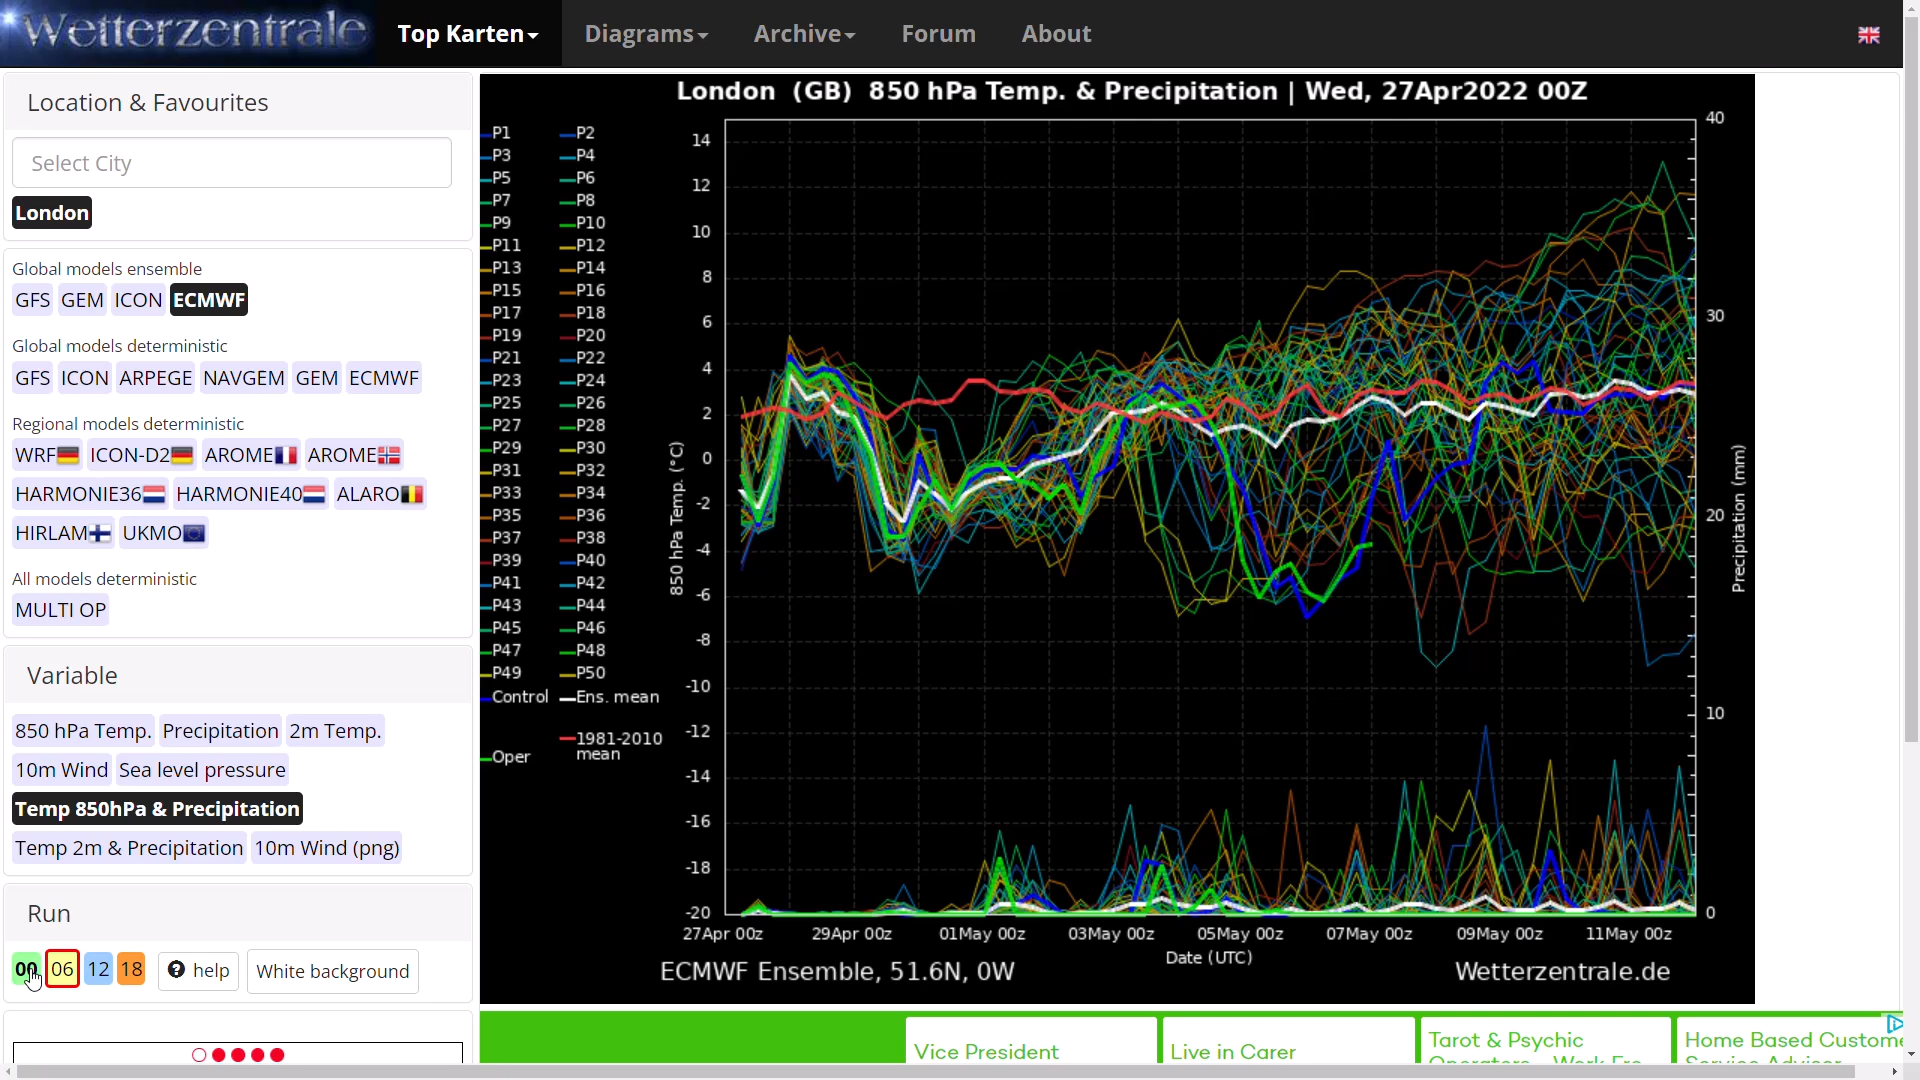 Wetterzentrale
Top Karten
Diagrams
Archive
Forum
About
Location & Favourites
Select City
London
Global models ensemble
GFS GEM ICON ECMWF
Global models deterministic
GFS ICON ARPEGE NAVGEM GEM ECMWF
Regional models deterministic
WRF ICON-D2 AROME AROME
HARMONIE36 HARMONIE40 ALARO
HIRLAM UKMO
All models deterministic
MULTI OP
Variable
850 hPa Temp. Precipitation 2m Temp.
10m Wind Sea level pressure
Temp 850hPa & Precipitation
Temp 2m & Precipitation 10m Wind (png)
Run
00 06 12 18 help White background
London (GB) 850 hPa Temp. & Precipitation | Wed, 27Apr2022 00Z
P1 P2
P3 P4
P5 P6
P7 P8
P9 P10
P11 P12
P13 P14
P15 P16
P17 P18
P19 P20
P21 P22
P23 P24
P25 P26
P27 P28
P29 P30
P31 P32
P33 P34
P35 P36
P37 P38
P39 P40
P41 P42
P43 P44
P45 P46
P47 P48
P49 P50
Control Ens. mean
1981-2010
mean
Oper
850 hPa Temp. (°C)
14
12
10
8
6
4
2
0
-2
-4
-6
-8
-10
-12
-14
-16
-18
-20
40
30
20
10
0
Precipitation (mm)
27Apr 00z 29Apr 00z 01May 00z 03May 00z 05May 00z 07May 00z 09May 00z 11May 00z
Date (UTC)
ECMWF Ensemble, 51.6N, 0W
Wetterzentrale.de
Vice President
Live in Carer
Tarot & Psychic
Home Based Custome